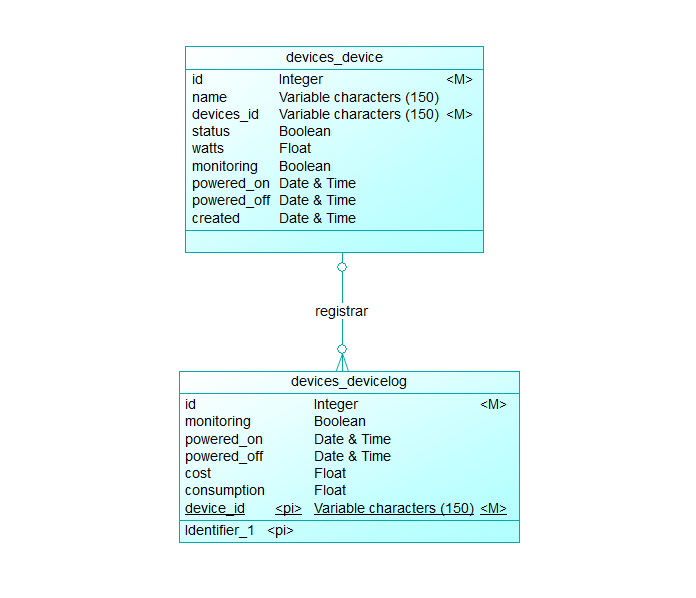 devices_device
id Integer <M>
name Variable characters (150)
devices_id Variable characters (150) <M>
status Boolean
watts Float
monitoring Boolean
powered_on Date & Time
powered_off Date & Time
created Date & Time
registrar
devices_devicelog
id Integer <M>
monitoring Boolean
powered_on Date & Time
powered_off Date & Time
cost Float
consumption Float
device_id <pi> Variable characters (150) <M>
Identifier_1 <pi>